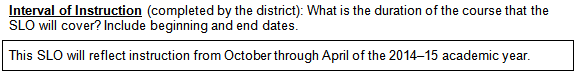 Interval of Instruction (completed by the district): What is the duration of the course that the
SLO will cover? Include beginning and end dates.
This SLO will reflect instruction from October through April of the 2014–15 academic year.